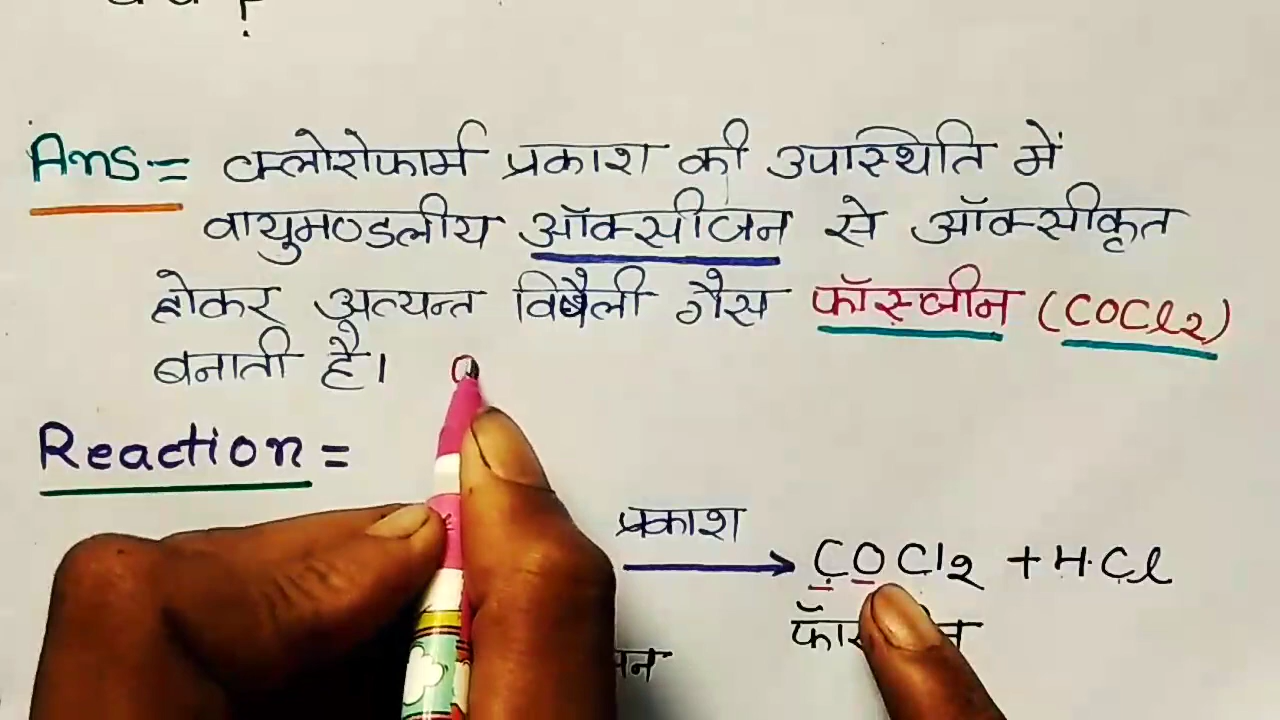 Ans = क्लोरोफार्म प्रकाश की उपस्थिति में
वायुमण्डलीय ऑक्सीजन से ऑक्सीकृत
होकर अत्यन्त विषैली गैस फॉस्जीन (COCl2)
बनाती है।
Reaction =
प्रकाश
COCl2 + H.Cl